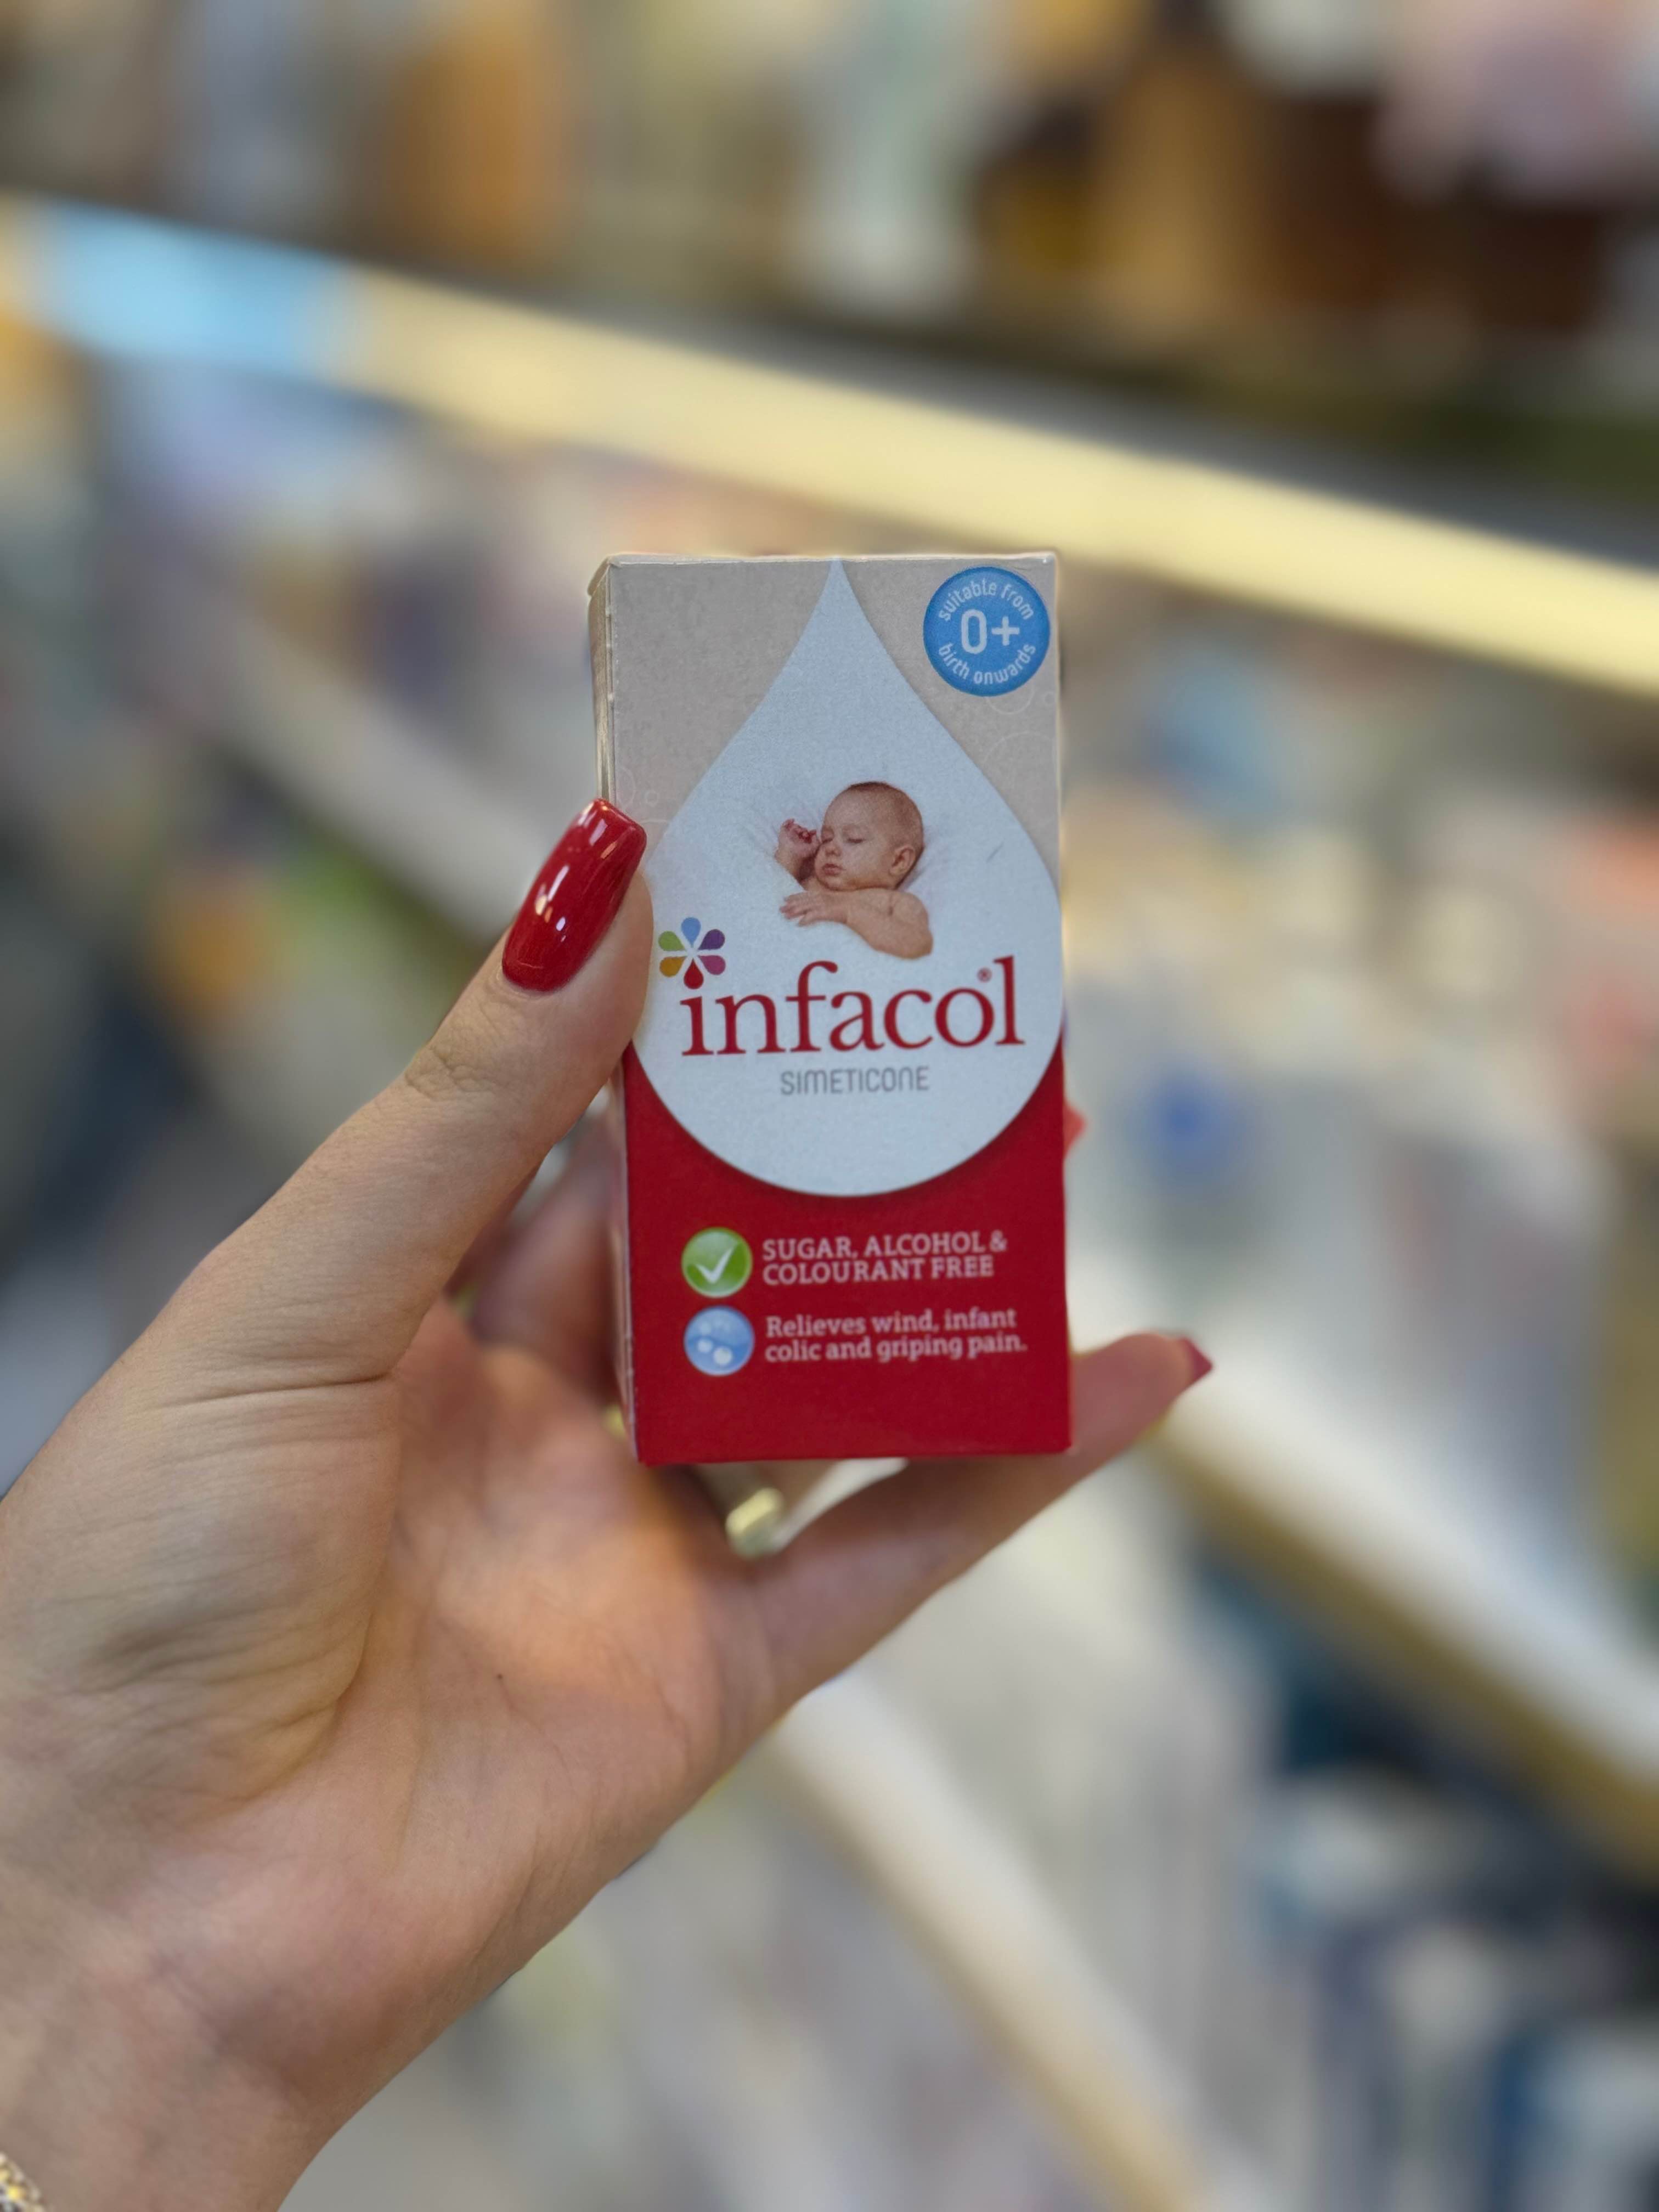 suitable from
0+
birth onwards
infacol®
SIMETICONE
SUGAR, ALCOHOL &
COLOURANT FREE
Relieves wind, infant
colic and griping pain.